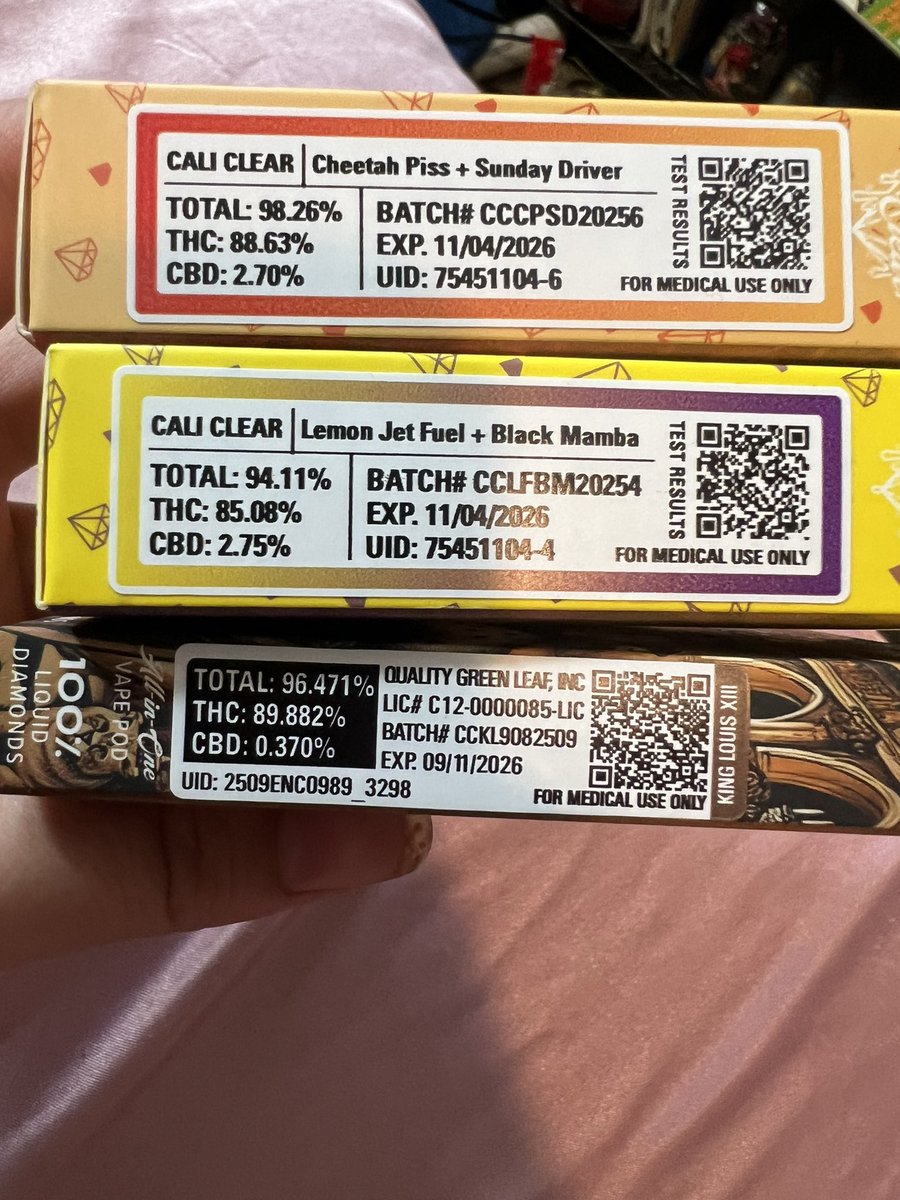 CALI CLEAR | Cheetah Piss + Sunday Driver
TOTAL: 98.26%
THC: 88.63%
CBD: 2.70%
BATCH# CCCPSD20256
EXP. 11/04/2026
UID: 75451104-6
TEST RESULTS
FOR MEDICAL USE ONLY
CALI CLEAR | Lemon Jet Fuel + Black Mamba
TOTAL: 94.11%
THC: 85.08%
CBD: 2.75%
BATCH# CCLFBM20254
EXP. 11/04/2026
UID: 75451104-4
TEST RESULTS
FOR MEDICAL USE ONLY
100%
LIQUID
DIAMONDS
All-in-One
VAPE POD
TOTAL: 96.471%
THC: 89.882%
CBD: 0.370%
UID: 2509ENC0989_3298
QUALITY GREEN LEAF, INC
LIC# C12-0000085-LIC
BATCH# CCKL9082509
EXP. 09/11/2026
FOR MEDICAL USE ONLY
KING LOUIS XIII